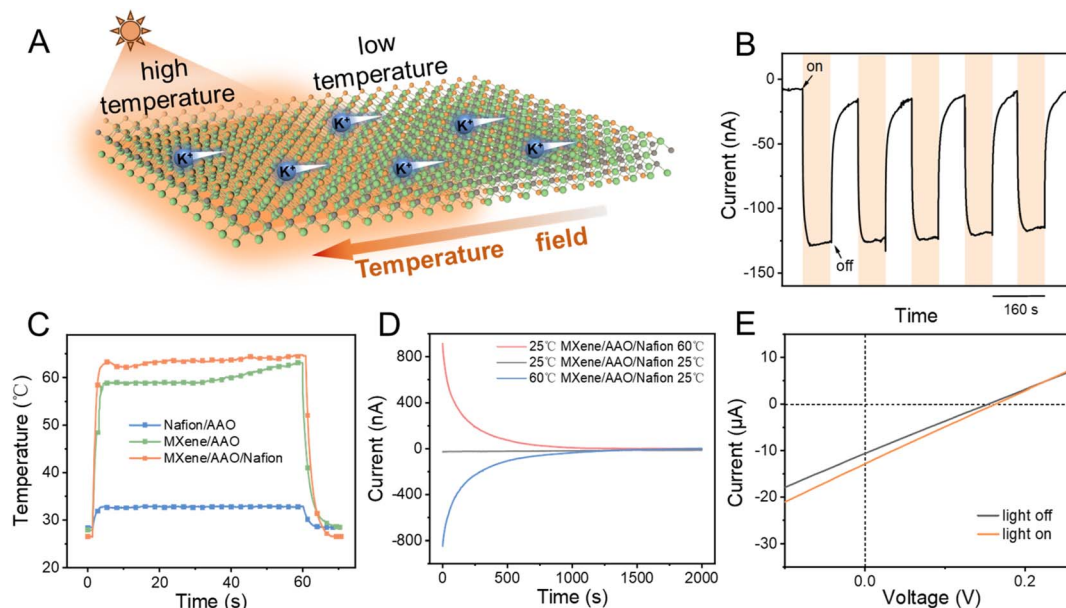 A
high
temperature
low
temperature
K⁺
K⁺
K⁺
K⁺
K⁺
K⁺
Temperature field
B
Current (nA)
0
-50
-100
-150
on
off
Time
160 s
C
Temperature (℃)
70
60
50
40
30
20
Nafion/AAO
MXene/AAO
MXene/AAO/Nafion
0
20
40
60
80
Time (s)
D
Current (nA)
800
400
0
-400
-800
25℃ MXene/AAO/Nafion 60℃
25℃ MXene/AAO/Nafion 25℃
60℃ MXene/AAO/Nafion 25℃
0
500
1000
1500
2000
Time (s)
E
Current (μA)
20
10
0
-10
-20
-30
light off
light on
0.0
0.2
Voltage (V)